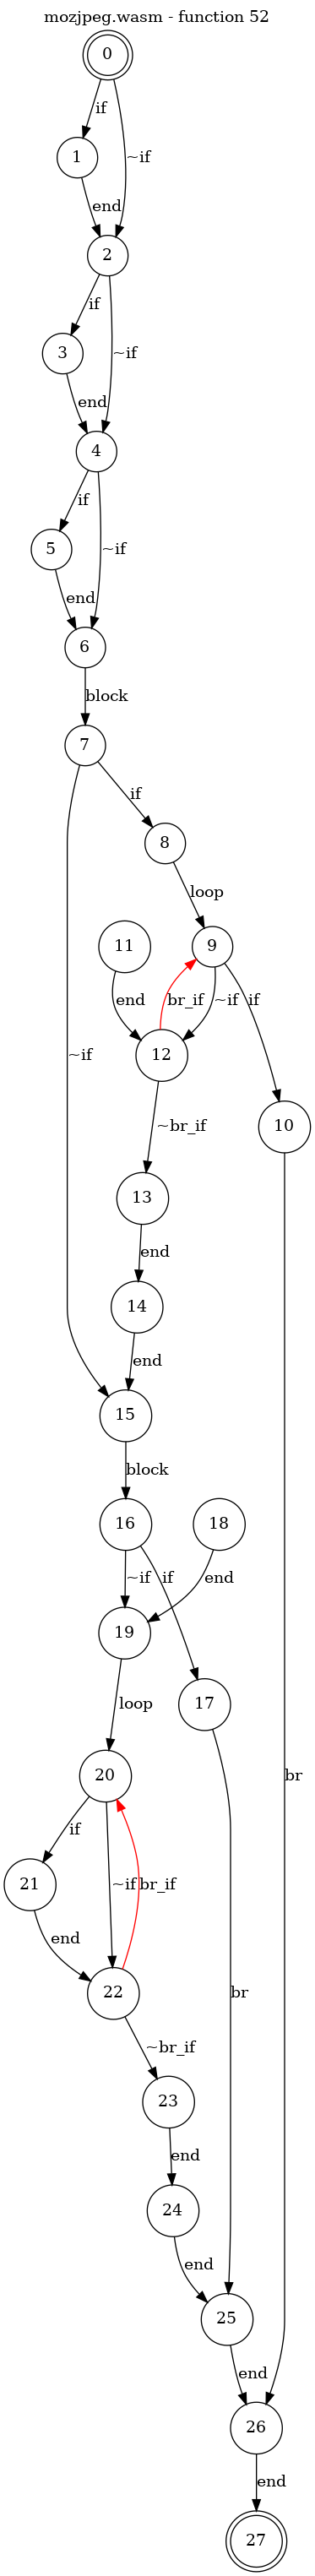 mozjpeg.wasm - function 52
0
if
~if
1
end
2
if
~if
3
end
4
if
~if
5
end
6
block
7
if
~if
8
loop
11
9
end
br_if
~if
if
12
10
~br_if
13
end
14
end
15
block
16
18
~if
if
end
19
loop
17
20
if
~if
br_if
21
end
22
br
br
~br_if
23
end
24
end
25
end
26
end
27